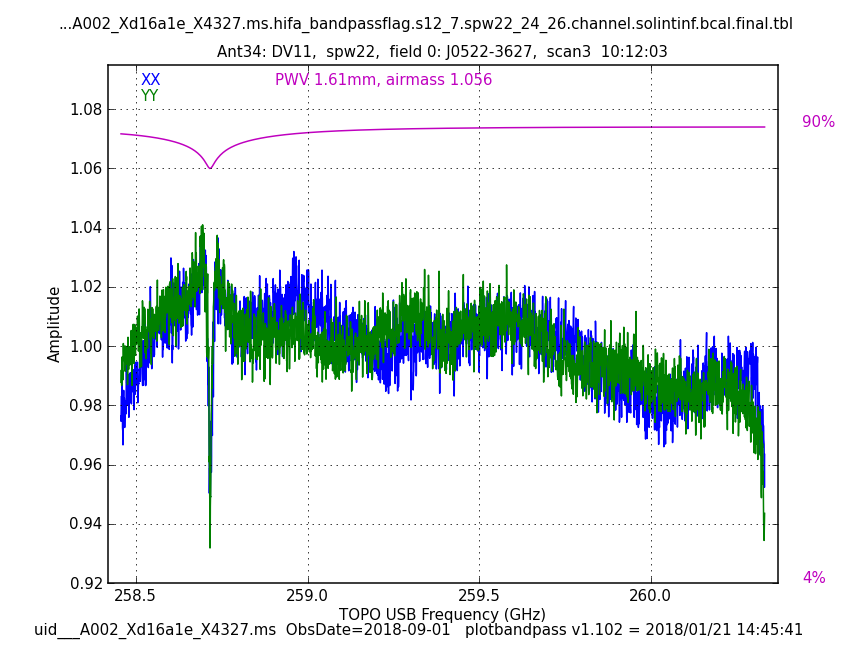 ...A002_Xd16a1e_X4327.ms.hifa_bandpassflag.s12_7.spw22_24_26.channel.solintinf.bcal.final.tbl
Ant34: DV11, spw22, field 0: J0522-3627, scan3 10:12:03
XX
PWV 1.61mm, airmass 1.056
YY
1.08
90%
1.06
1.04
1.02
Amplitude
1.00
0.98
0.96
0.94
4%
0.92
258.5 259.0 259.5 260.0
TOPO USB Frequency (GHz)
uid___A002_Xd16a1e_X4327.ms ObsDate=2018-09-01 plotbandpass v1.102 = 2018/01/21 14:45:41